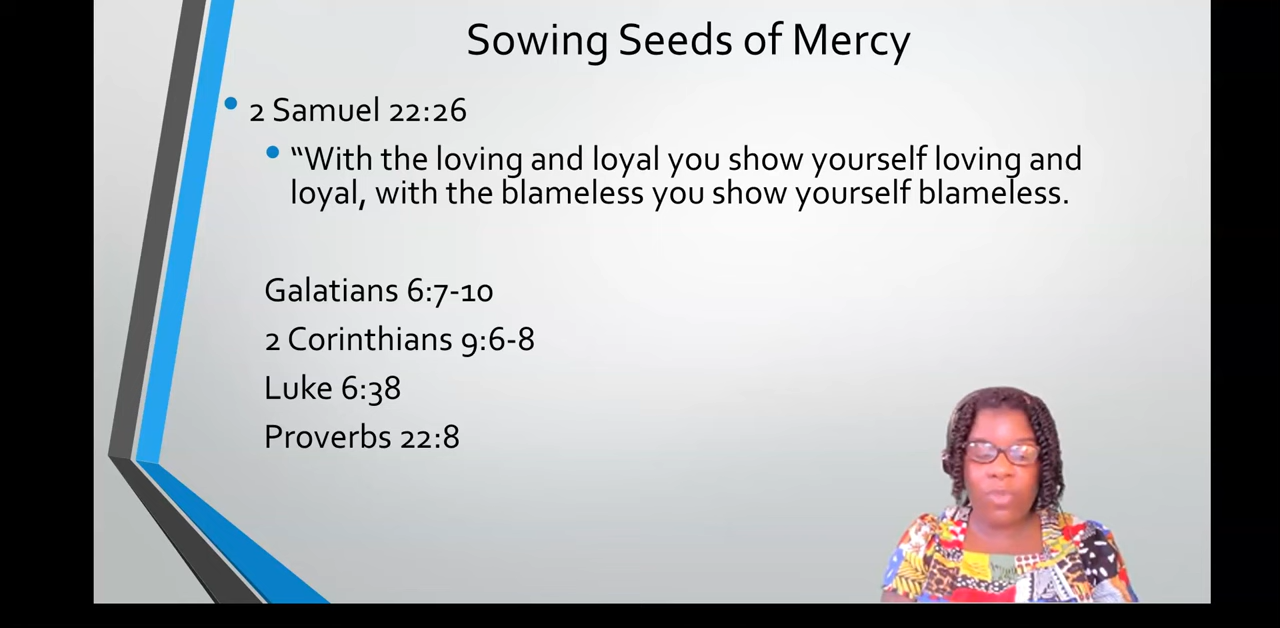 Sowing Seeds of Mercy
• 2 Samuel 22:26
• “With the loving and loyal you show yourself loving and
loyal, with the blameless you show yourself blameless.
Galatians 6:7-10
2 Corinthians 9:6-8
Luke 6:38
Proverbs 22:8